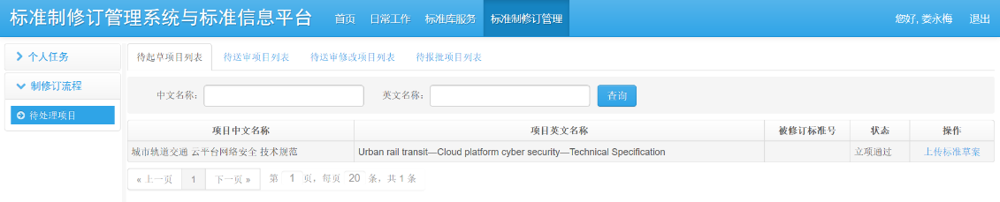 标准制修订管理系统与标准信息平台 首页 日常工作 标准库服务 标准制修订管理 您好, 娄永梅 退出
个人任务 待起草项目列表 待送审项目列表 待送审修改项目列表 待报批项目列表
制修订流程 中文名称: 英文名称: 查询
待处理项目
项目中文名称 项目英文名称 被修订标准号 状态 操作
城市轨道交通 云平台网络安全 技术规范 Urban rail transit—Cloud platform cyber security—Technical Specification 立项通过 上传标准草案
« 上一页 1 下一页 » 第 1 页, 每页 20 条, 共 1 条